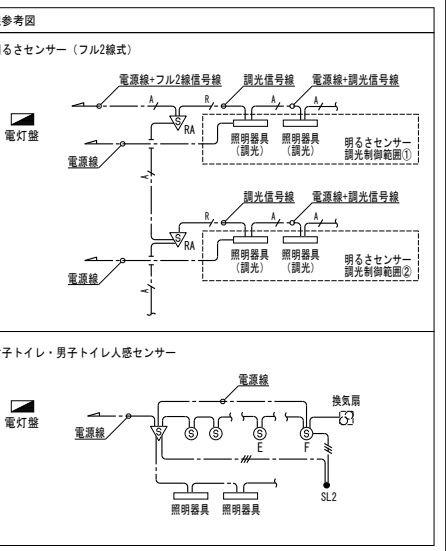 参考図
るさセンサー（フル2線式）
電源線+フル2線信号線
調光信号線
電源線+調光信号線
A
R
A
A
電灯盤
S
RA
照明器具
（調光）
照明器具
（調光）
明るさセンサー
調光制御範囲①
電源線
A
調光信号線
電源線+調光信号線
R
A
A
S
RA
照明器具
（調光）
照明器具
（調光）
明るさセンサー
調光制御範囲②
電源線
A
子トイレ・男子トイレ人感センサー
電源線
換気扇
電灯盤
電源線
S
S
S
S
S
E
F
SL2
照明器具
照明器具